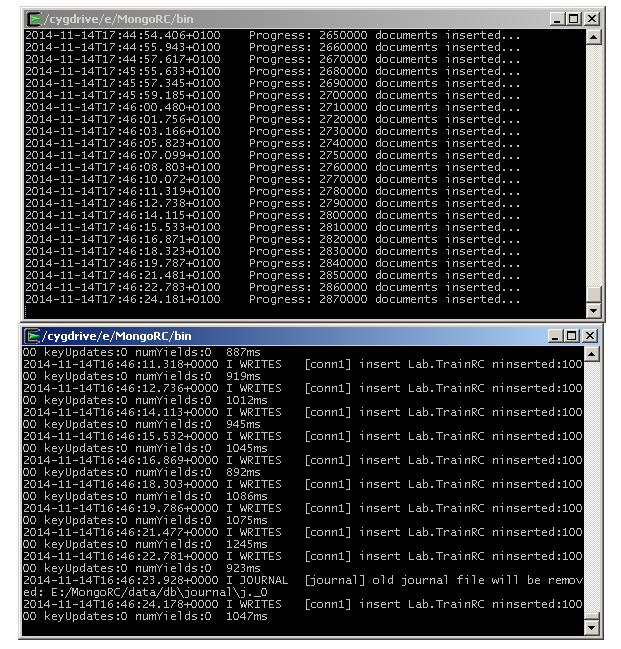 /cygdrive/e/MongoRC/bin
2014-11-14T17:44:54.406+0100 Progress: 2650000 documents inserted...
2014-11-14T17:44:55.943+0100 Progress: 2660000 documents inserted...
2014-11-14T17:44:57.617+0100 Progress: 2670000 documents inserted...
2014-11-14T17:45:55.633+0100 Progress: 2680000 documents inserted...
2014-11-14T17:45:57.345+0100 Progress: 2690000 documents inserted...
2014-11-14T17:45:59.185+0100 Progress: 2700000 documents inserted...
2014-11-14T17:46:00.480+0100 Progress: 2710000 documents inserted...
2014-11-14T17:46:01.756+0100 Progress: 2720000 documents inserted...
2014-11-14T17:46:03.166+0100 Progress: 2730000 documents inserted...
2014-11-14T17:46:05.823+0100 Progress: 2740000 documents inserted...
2014-11-14T17:46:07.099+0100 Progress: 2750000 documents inserted...
2014-11-14T17:46:08.803+0100 Progress: 2760000 documents inserted...
2014-11-14T17:46:10.072+0100 Progress: 2770000 documents inserted...
2014-11-14T17:46:11.319+0100 Progress: 2780000 documents inserted...
2014-11-14T17:46:12.738+0100 Progress: 2790000 documents inserted...
2014-11-14T17:46:14.115+0100 Progress: 2800000 documents inserted...
2014-11-14T17:46:15.533+0100 Progress: 2810000 documents inserted...
2014-11-14T17:46:16.871+0100 Progress: 2820000 documents inserted...
2014-11-14T17:46:18.323+0100 Progress: 2830000 documents inserted...
2014-11-14T17:46:19.787+0100 Progress: 2840000 documents inserted...
2014-11-14T17:46:21.481+0100 Progress: 2850000 documents inserted...
2014-11-14T17:46:22.783+0100 Progress: 2860000 documents inserted...
2014-11-14T17:46:24.181+0100 Progress: 2870000 documents inserted...
/cygdrive/e/MongoRC/bin
00 keyUpdates:0 numYields:0 887ms
2014-11-14T16:46:11.318+0000 I WRITES [conn1] insert Lab.TrainRC ninserted:100
00 keyUpdates:0 numYields:0 919ms
2014-11-14T16:46:12.736+0000 I WRITES [conn1] insert Lab.TrainRC ninserted:100
00 keyUpdates:0 numYields:0 1012ms
2014-11-14T16:46:14.113+0000 I WRITES [conn1] insert Lab.TrainRC ninserted:100
00 keyUpdates:0 numYields:0 945ms
2014-11-14T16:46:15.532+0000 I WRITES [conn1] insert Lab.TrainRC ninserted:100
00 keyUpdates:0 numYields:0 1045ms
2014-11-14T16:46:16.869+0000 I WRITES [conn1] insert Lab.TrainRC ninserted:100
00 keyUpdates:0 numYields:0 892ms
2014-11-14T16:46:18.303+0000 I WRITES [conn1] insert Lab.TrainRC ninserted:100
00 keyUpdates:0 numYields:0 1086ms
2014-11-14T16:46:19.786+0000 I WRITES [conn1] insert Lab.TrainRC ninserted:100
00 keyUpdates:0 numYields:0 1075ms
2014-11-14T16:46:21.477+0000 I WRITES [conn1] insert Lab.TrainRC ninserted:100
00 keyUpdates:0 numYields:0 1245ms
2014-11-14T16:46:22.781+0000 I WRITES [conn1] insert Lab.TrainRC ninserted:100
00 keyUpdates:0 numYields:0 923ms
2014-11-14T16:46:23.928+0000 I JOURNAL [journal] old journal file will be remov
ed: E:/MongoRC/data/db\journal\j._0
2014-11-14T16:46:24.178+0000 I WRITES [conn1] insert Lab.TrainRC ninserted:100
00 keyUpdates:0 numYields:0 1047ms